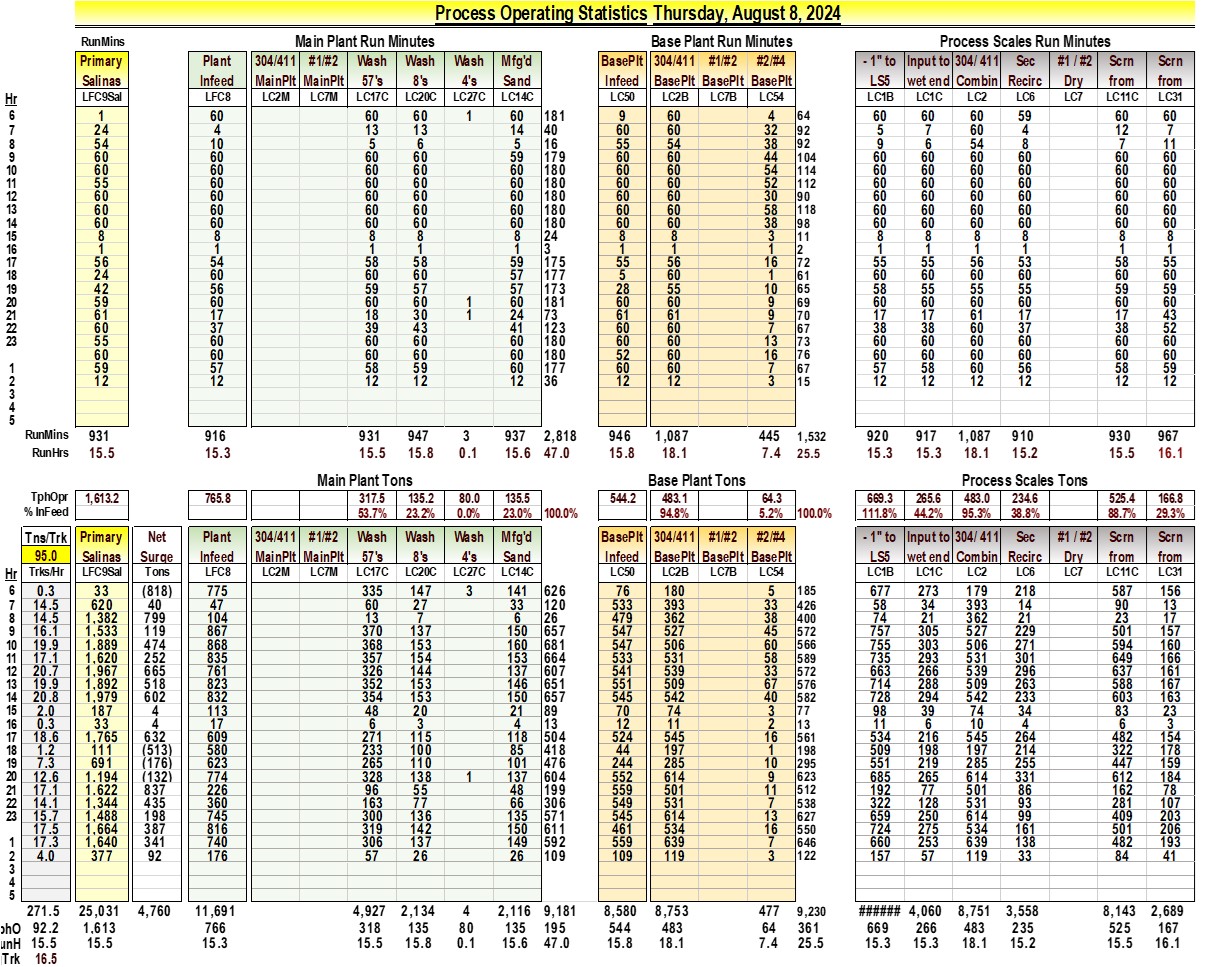 Process Operating Statistics Thursday, August 8, 2024
RunMins Main Plant Run Minutes Base Plant Run Minutes Process Scales Run Minutes
Primary Plant 304/411 #1/#2 Wash Wash Wash Mfg'd BasePlt 304/411 #1/#2 #2/#4 - 1" to Input to 304/ 411 Sec #1 / #2 Scrn Scrn
Salinas Infeed MainPlt MainPlt 57's 8's 4's Sand Infeed BasePlt BasePlt BasePlt LS5 wet end Combin Recirc Dry from from
Hr LFC9Sal LFC8 LC2M LC7M LC17C LC20C LC27C LC14C LC50 LC2B LC7B LC54 LC1B LC1C LC2 LC6 LC7 LC11C LC31
6 1 60 60 60 1 60 181 9 60 4 64 60 60 60 59 60 60
7 24 4 13 13 14 40 60 60 32 92 5 7 60 4 12 7
8 54 10 5 6 5 16 55 54 38 92 9 6 54 8 7 11
9 60 60 60 60 59 179 60 60 44 104 60 60 60 60 60 60
10 60 60 60 60 60 180 60 60 54 114 60 60 60 60 60 60
11 55 60 60 60 60 180 60 60 52 112 60 60 60 60 60 60
12 60 60 60 60 60 180 60 60 30 90 60 60 60 60 60 60
13 60 60 60 60 60 180 60 60 58 118 60 60 60 60 60 60
14 60 60 60 60 60 180 60 60 38 98 60 60 60 60 60 60
15 8 8 8 8 8 24 8 8 3 11 8 8 8 8 8 8
16 1 1 1 1 1 3 1 1 1 2 1 1 1 1 1 1
17 56 54 58 58 59 175 55 56 16 72 55 55 56 53 58 55
18 24 60 60 60 57 177 5 60 1 61 60 60 60 60 60 60
19 42 56 59 57 57 173 28 55 10 65 58 55 55 55 59 59
20 59 60 60 60 1 60 181 60 60 9 69 60 60 60 60 60 60
21 61 17 18 30 1 24 73 61 61 9 70 17 17 61 17 17 43
22 60 37 39 43 41 123 60 60 7 67 38 38 60 37 38 52
23 55 60 60 60 60 180 60 60 13 73 60 60 60 60 60 60
60 60 60 60 60 180 52 60 16 76 60 60 60 60 60 60
1 59 57 58 59 60 177 60 60 7 67 57 58 60 56 58 59
2 12 12 12 12 12 36 12 12 3 15 12 12 12 12 12 12
3
4
5
RunMins 931 916 931 947 3 937 2,818 946 1,087 445 1,532 920 917 1,087 910 930 967
RunHrs 15.5 15.3 15.5 15.8 0.1 15.6 47.0 15.8 18.1 7.4 25.5 15.3 15.3 18.1 15.2 15.5 16.1
Main Plant Tons Base Plant Tons Process Scales Tons
TphOpr 1,613.2 765.8 317.5 135.2 80.0 135.5 544.2 483.1 64.3 669.3 265.6 483.0 234.6 525.4 166.8
% InFeed 53.7% 23.2% 0.0% 23.0% 100.0% 94.8% 5.2% 100.0% 111.8% 44.2% 95.3% 38.8% 88.7% 29.3%
Tns/Trk Primary Net Plant 304/411 #1/#2 Wash Wash Wash Mfg'd BasePlt 304/411 #1/#2 #2/#4 - 1" to Input to 304/ 411 Sec #1 / #2 Scrn Scrn
95.0 Salinas Surge Infeed MainPlt MainPlt 57's 8's 4's Sand Infeed BasePlt BasePlt BasePlt LS5 wet end Combin Recirc Dry from from
Hr Trks/Hr LFC9Sal Tons LFC8 LC2M LC7M LC17C LC20C LC27C LC14C LC50 LC2B LC7B LC54 LC1B LC1C LC2 LC6 LC7 LC11C LC31
6 0.3 33 (818) 775 335 147 3 141 626 76 180 5 185 677 273 179 218 587 156
7 14.5 620 40 47 60 27 33 120 533 393 33 426 58 34 393 14 90 13
8 14.5 1,382 799 104 13 7 6 26 479 362 38 400 74 21 362 21 23 17
9 16.1 1,533 119 867 370 137 150 657 547 527 45 572 757 305 527 229 501 157
10 19.9 1,889 474 868 368 153 160 681 547 506 60 566 755 303 506 271 594 160
11 17.1 1,620 252 835 357 154 153 664 533 531 58 589 735 293 531 301 649 166
12 20.7 1,967 665 761 326 144 137 607 541 539 33 572 663 266 539 296 637 161
13 19.9 1,892 518 823 352 153 146 651 551 509 67 576 714 288 509 263 588 167
14 20.8 1,979 602 832 354 153 150 657 545 542 40 582 728 294 542 233 603 163
15 2.0 187 4 113 48 20 21 89 70 74 3 77 98 39 74 34 83 23
16 0.3 33 4 17 6 3 4 13 12 11 2 13 11 6 10 4 6 3
17 18.6 1,765 632 609 271 115 118 504 524 545 16 561 534 216 545 264 482 154
18 1.2 111 (513) 580 233 100 85 418 44 197 1 198 509 198 197 214 322 178
19 7.3 691 (176) 623 265 110 101 476 244 285 10 295 551 219 285 255 447 159
20 12.6 1,194 (132) 774 328 138 1 137 604 552 614 9 623 685 265 614 331 612 184
21 17.1 1,622 837 226 96 55 48 199 559 501 11 512 192 77 501 86 162 78
22 14.1 1,344 435 360 163 77 66 306 549 531 7 538 322 128 531 93 281 107
23 15.7 1,488 198 745 300 136 135 571 545 614 13 627 659 250 614 99 409 203
17.5 1,664 387 816 319 142 150 611 461 534 16 550 724 275 534 161 501 206
1 17.3 1,640 341 740 306 137 149 592 559 639 7 646 660 253 639 138 482 193
2 4.0 377 92 176 57 26 26 109 109 119 3 122 157 57 119 33 84 41
3
4
5
271.5 25,031 4,760 11,691 4,927 2,134 4 2,116 9,181 8,580 8,753 477 9,230 ###### 4,060 8,751 3,558 8,143 2,689
phO 92.2 1,613 766 318 135 80 135 195 544 483 64 361 669 266 483 235 525 167
unH 15.5 15.5 15.3 15.5 15.8 0.1 15.6 47.0 15.8 18.1 7.4 25.5 15.3 15.3 18.1 15.2 15.5 16.1
Trk 16.5